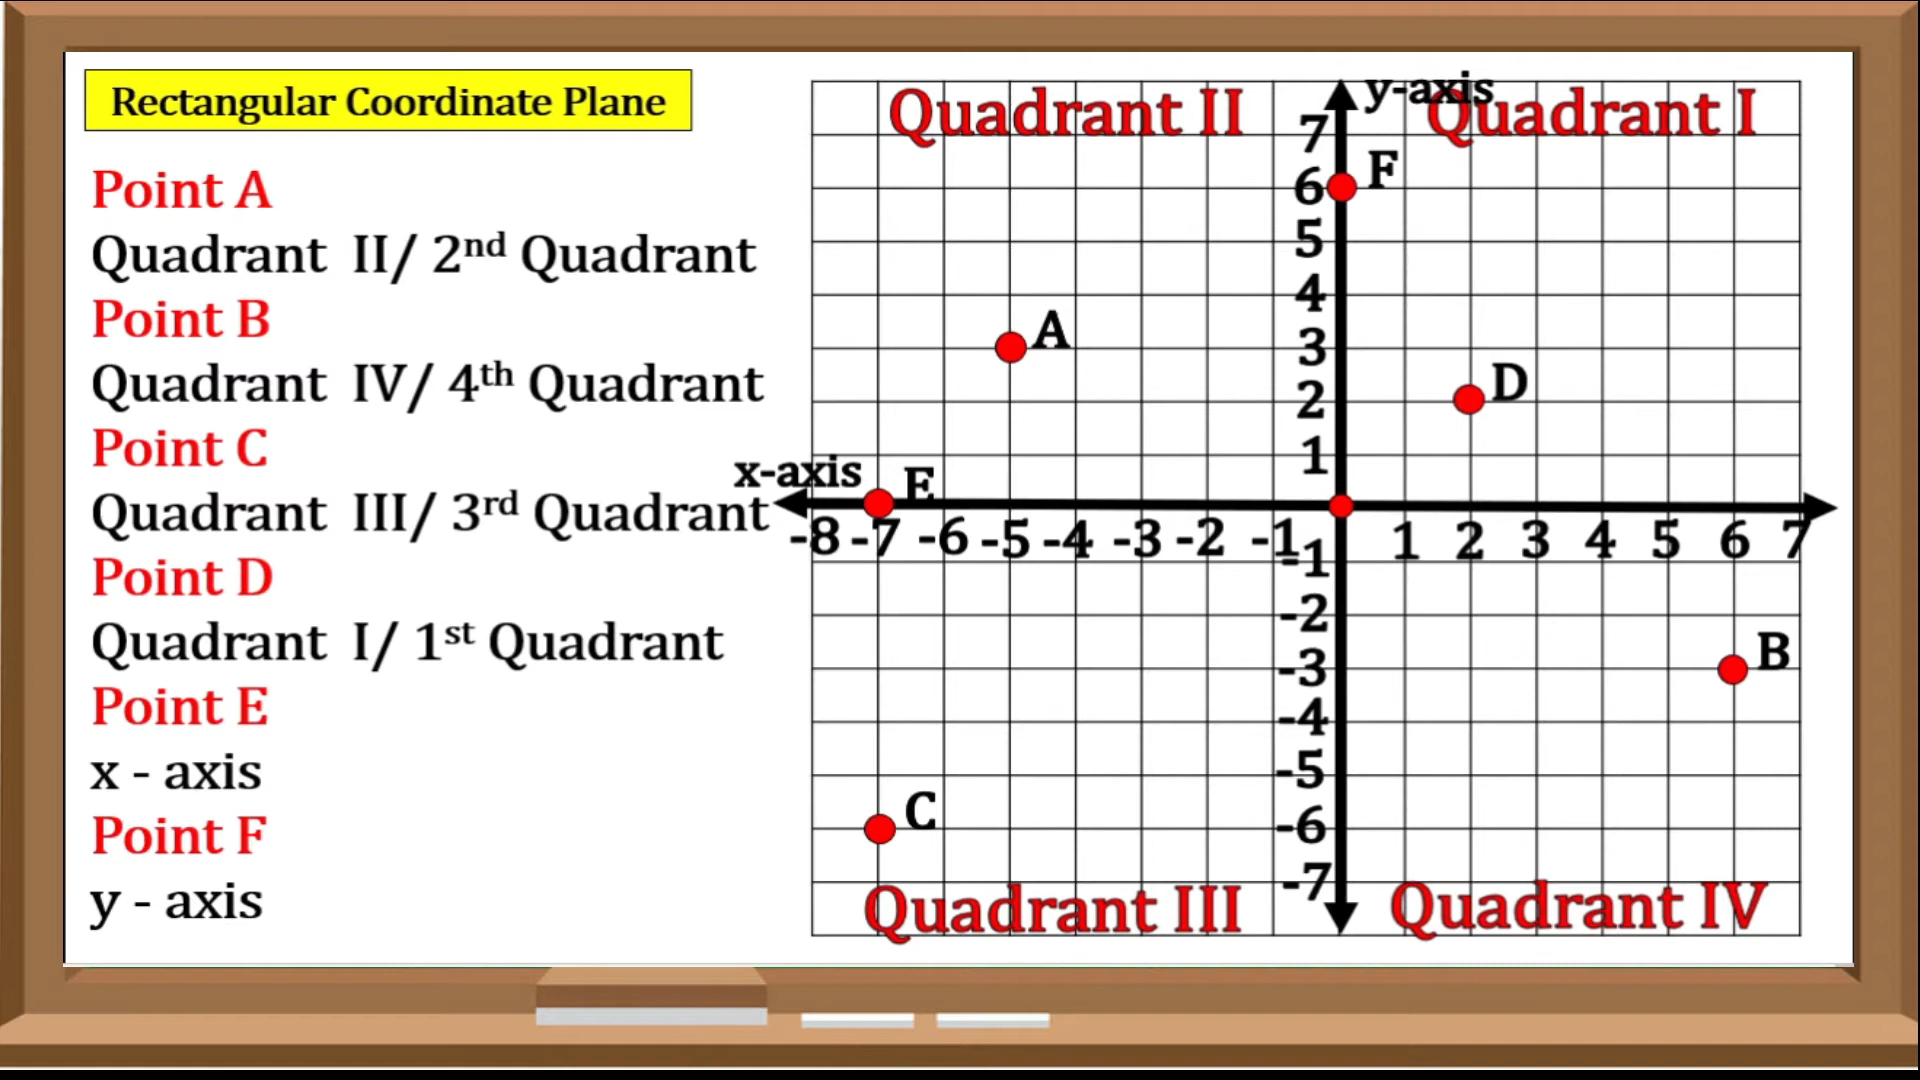 Rectangular Coordinate Plane
Point A
Quadrant II/ 2nd Quadrant
Point B
Quadrant IV/ 4th Quadrant
Point C
Quadrant III/ 3rd Quadrant
Point D
Quadrant I/ 1st Quadrant
Point E
x - axis
Point F
y - axis
y-axis
Quadrant II
Quadrant I
7
F
6
5
4
A
3
D
2
1
x-axis
E
-8 -7 -6 -5 -4 -3 -2 -1 1 2 3 4 5 6 7
-1
-2
B
-3
-4
-5
C
-6
-7
Quadrant III
Quadrant IV